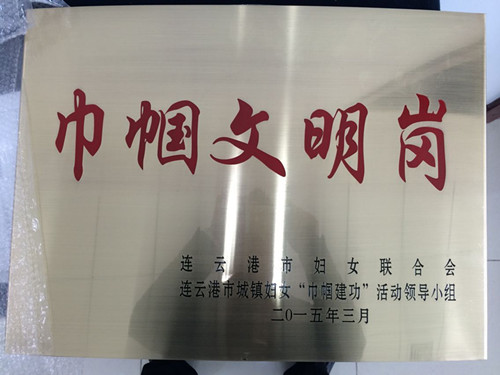 巾帼文明岗
连云港市妇女联合会
连云港市城镇妇女“巾帼建功”活动领导小组
二〇一五年三月